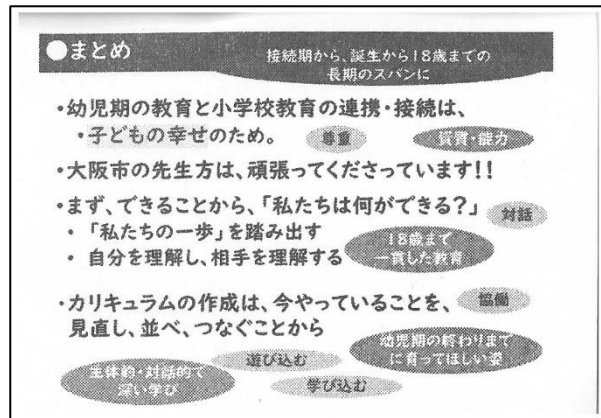 ●まとめ
接続期から、誕生から18歳までの
長期のスパンに
・幼児期の教育と小学校教育の連携・接続は、
・子どもの幸せのため。
尊重
資質・能力
・大阪市の先生方は、頑張ってくださっています!!
・まず、できることから、「私たちは何ができる?」
対話
・「私たちの一歩」を踏み出す
・自分を理解し、相手を理解する
18歳まで
一貫した教育
・カリキュラムの作成は、今やっていることを、
見直し、並べ、つなぐことから
協働
幼児期の終わりまで
に育ってほしい姿
遊び込む
主体的・対話的で
深い学び
学び込む